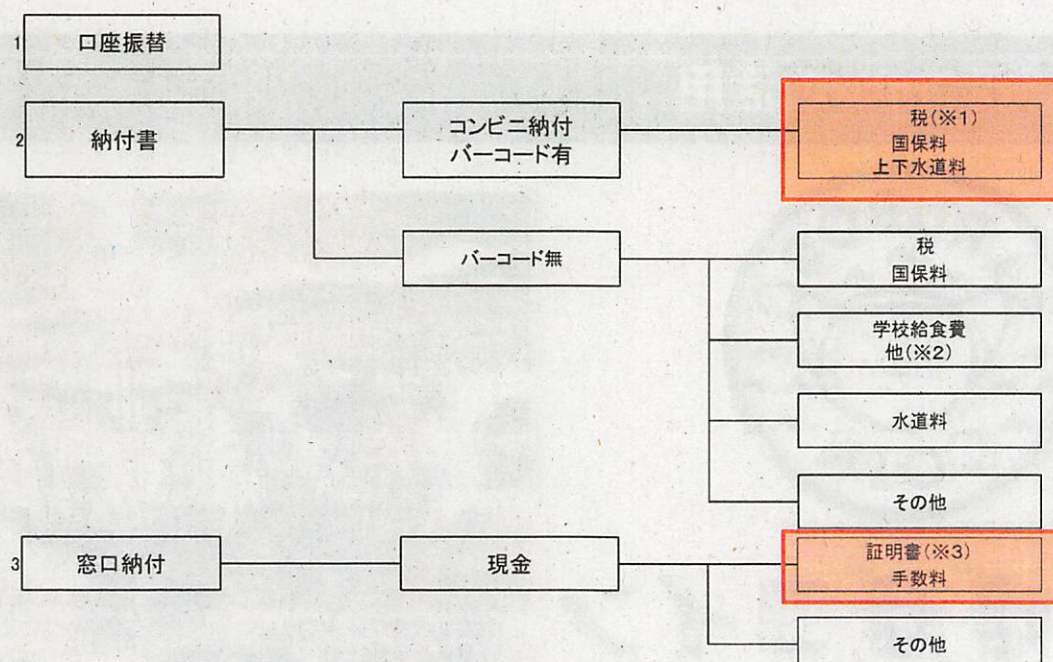 1 口座振替
2 納付書
コンビニ納付
バーコード有
税(※1)
国保料
上下水道料
バーコード無
税
国保料
学校給食費
他(※2)
水道料
その他
3 窓口納付
現金
証明書(※3)
手数料
その他